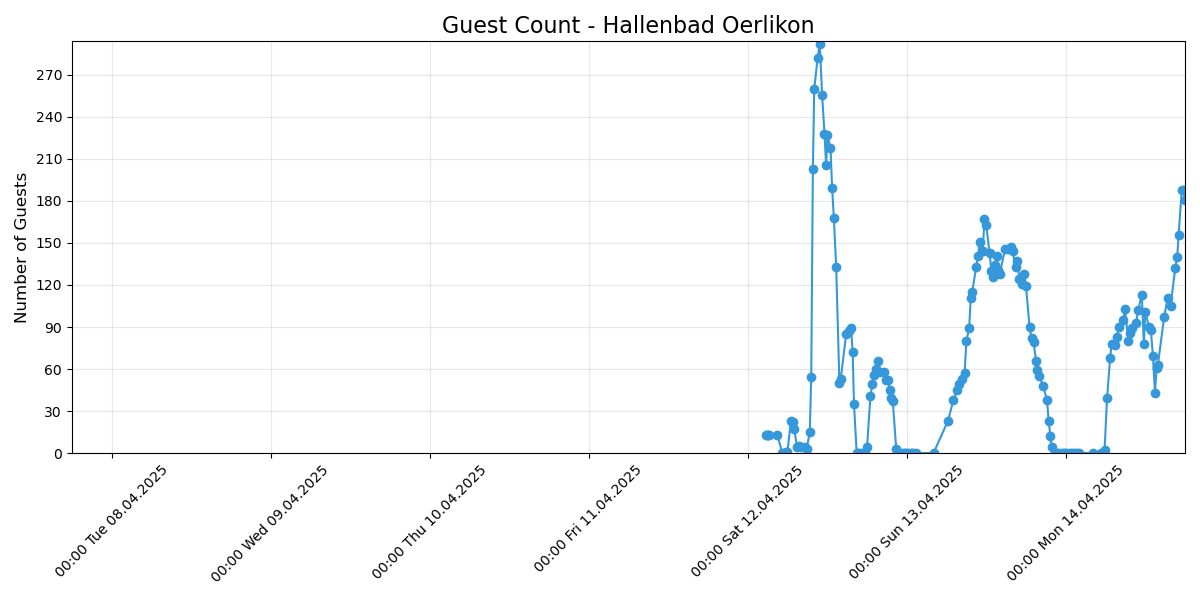 Guest Count - Hallenbad Oerlikon
Number of Guests
270
240
210
180
150
120
90
60
30
0
00:00 Tue 08.04.2025
00:00 Wed 09.04.2025
00:00 Thu 10.04.2025
00:00 Fri 11.04.2025
00:00 Sat 12.04.2025
00:00 Sun 13.04.2025
00:00 Mon 14.04.2025